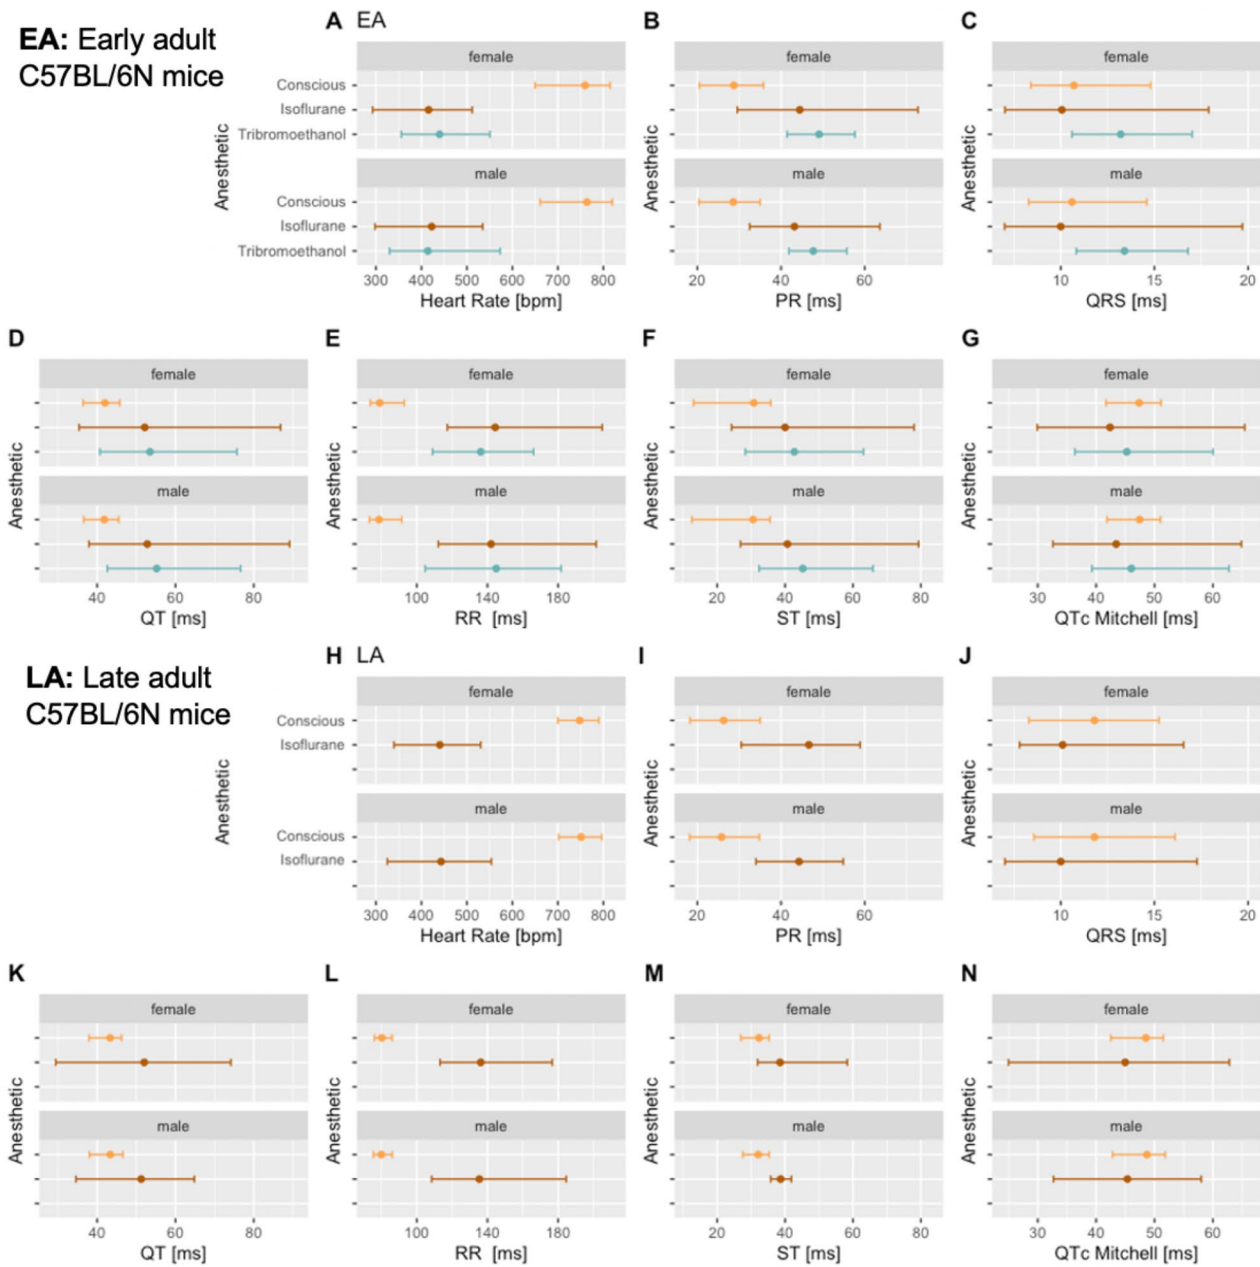 EA: Early adult
C57BL/6N mice
A EA
B
C
female
female
female
Conscious
Isoflurane
Tribromoethanol
male
male
male
Conscious
Isoflurane
Tribromoethanol
Anesthetic
Anesthetic
Anesthetic
300 400 500 600 700 800
20 40 60
10 15 20
Heart Rate [bpm]
PR [ms]
QRS [ms]
D
E
F
G
female
female
female
female
male
male
male
male
Anesthetic
Anesthetic
Anesthetic
Anesthetic
40 60 80
100 140 180
20 40 60 80
30 40 50 60
QT [ms]
RR [ms]
ST [ms]
QTc Mitchell [ms]
LA: Late adult
C57BL/6N mice
H LA
I
J
female
female
female
Conscious
Isoflurane
male
male
male
Conscious
Isoflurane
Anesthetic
Anesthetic
Anesthetic
300 400 500 600 700 800
20 40 60
10 15 20
Heart Rate [bpm]
PR [ms]
QRS [ms]
K
L
M
N
female
female
female
female
male
male
male
male
Anesthetic
Anesthetic
Anesthetic
Anesthetic
40 60 80
100 140 180
20 40 60 80
30 40 50 60
QT [ms]
RR [ms]
ST [ms]
QTc Mitchell [ms]